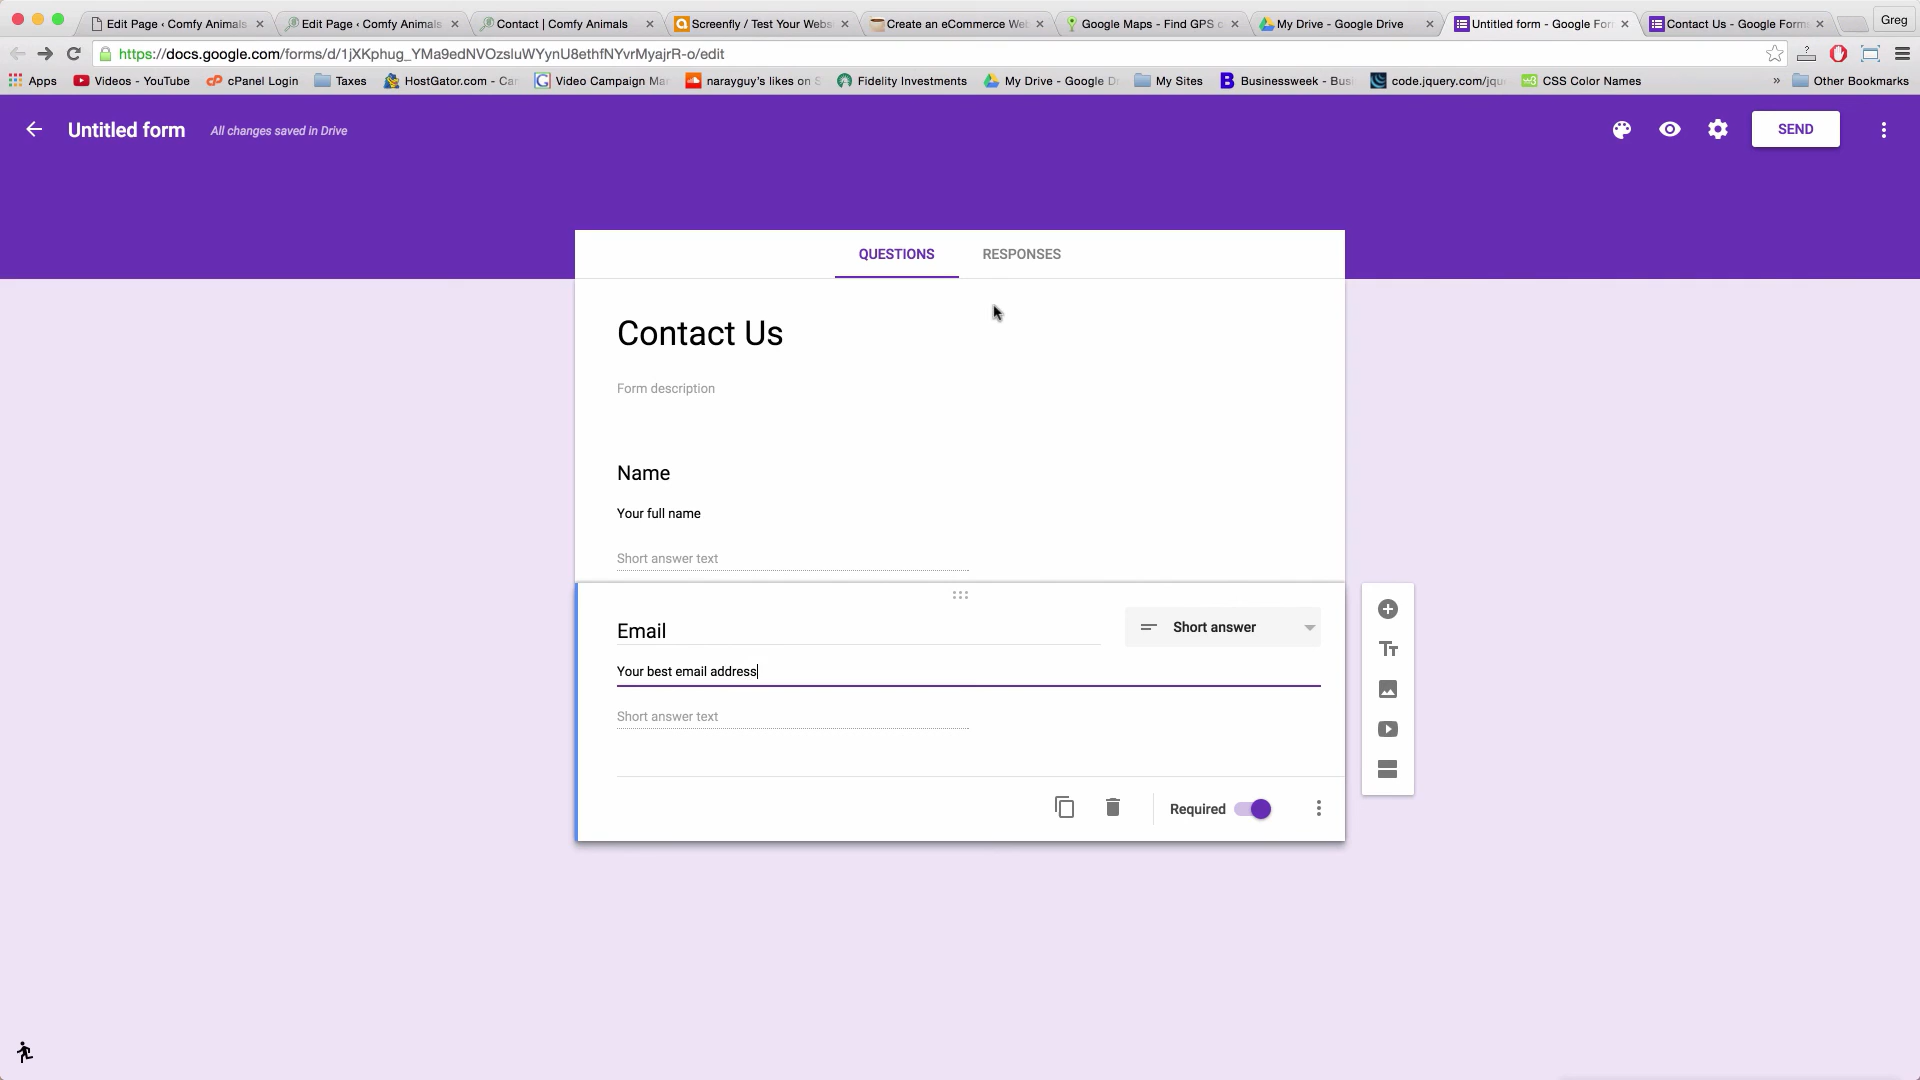 Edit Page ‹ Comfy Animals
Edit Page ‹ Comfy Animals
Contact | Comfy Animals
Screenfly / Test Your Webs
Create an eCommerce We
Google Maps - Find GPS c
My Drive - Google Drive
Untitled form - Google For
Contact Us - Google Form
Greg
https://docs.google.com/forms/d/1jXKphug_YMa9edNVOzsluWYynU8ethfNYvrMyajrR-o/edit
Apps
Videos - YouTube
cPanel Login
Taxes
HostGator.com - Ca
Video Campaign Ma
narayguy's likes on S
Fidelity Investments
My Drive - Google D
My Sites
Businessweek - Bus
code.jquery.com/jqu
CSS Color Names
»
Other Bookmarks
Untitled form
All changes saved in Drive
SEND
QUESTIONS
RESPONSES
Contact Us
Form description
Name
Your full name
Short answer text
Email
Short answer
Your best email address
Short answer text
Required